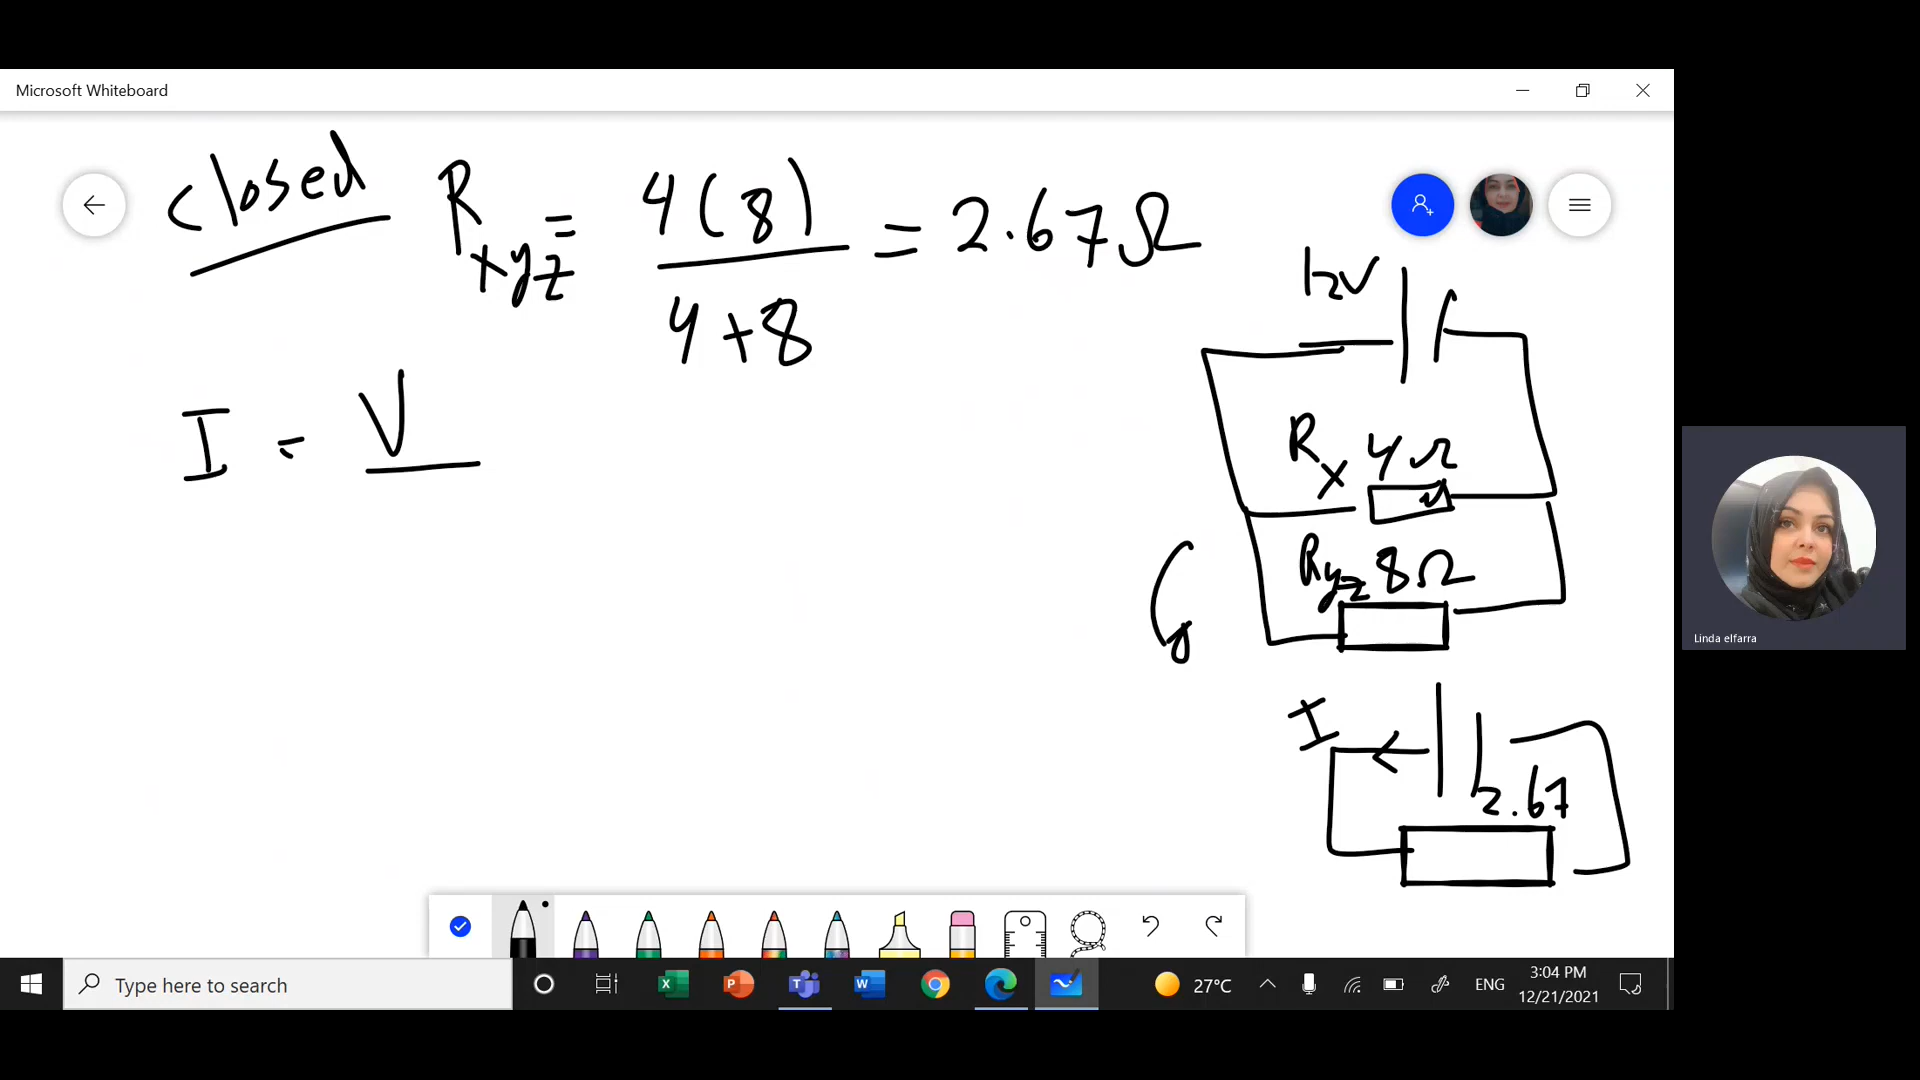 Microsoft Whiteboard
closed R xyz = 4(8) / 4+8 = 2.67Ω
I = V
12V
Rx 4Ω
Ryz 8Ω
I
2.67
Linda elfarra
Type here to search
27°C
ENG
3:04 PM
12/21/2021